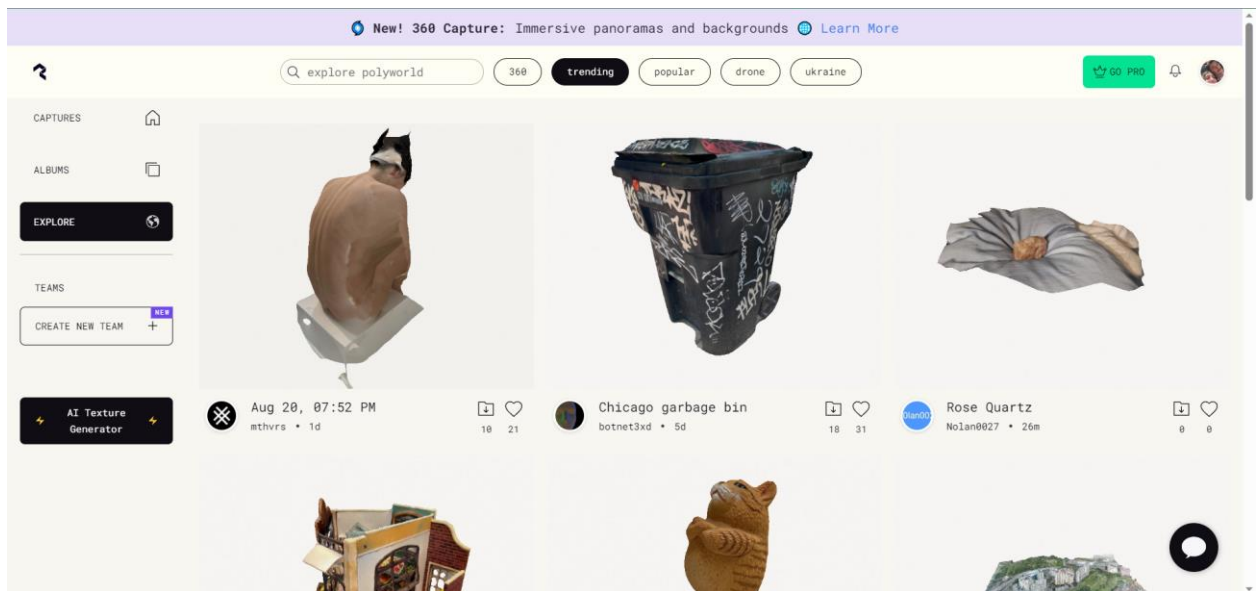 New! 360 Capture: Immersive panoramas and backgrounds Learn More
explore polyworld
360
trending
popular
drone
ukraine
GO PRO
CAPTURES
ALBUMS
EXPLORE
TEAMS
NEW
CREATE NEW TEAM +
AI Texture
Generator
Aug 20, 07:52 PM
mthvrs • 1d
10 21
Chicago garbage bin
botnet3xd • 5d
18 31
Rose Quartz
Nolan0027 • 26m
0 0